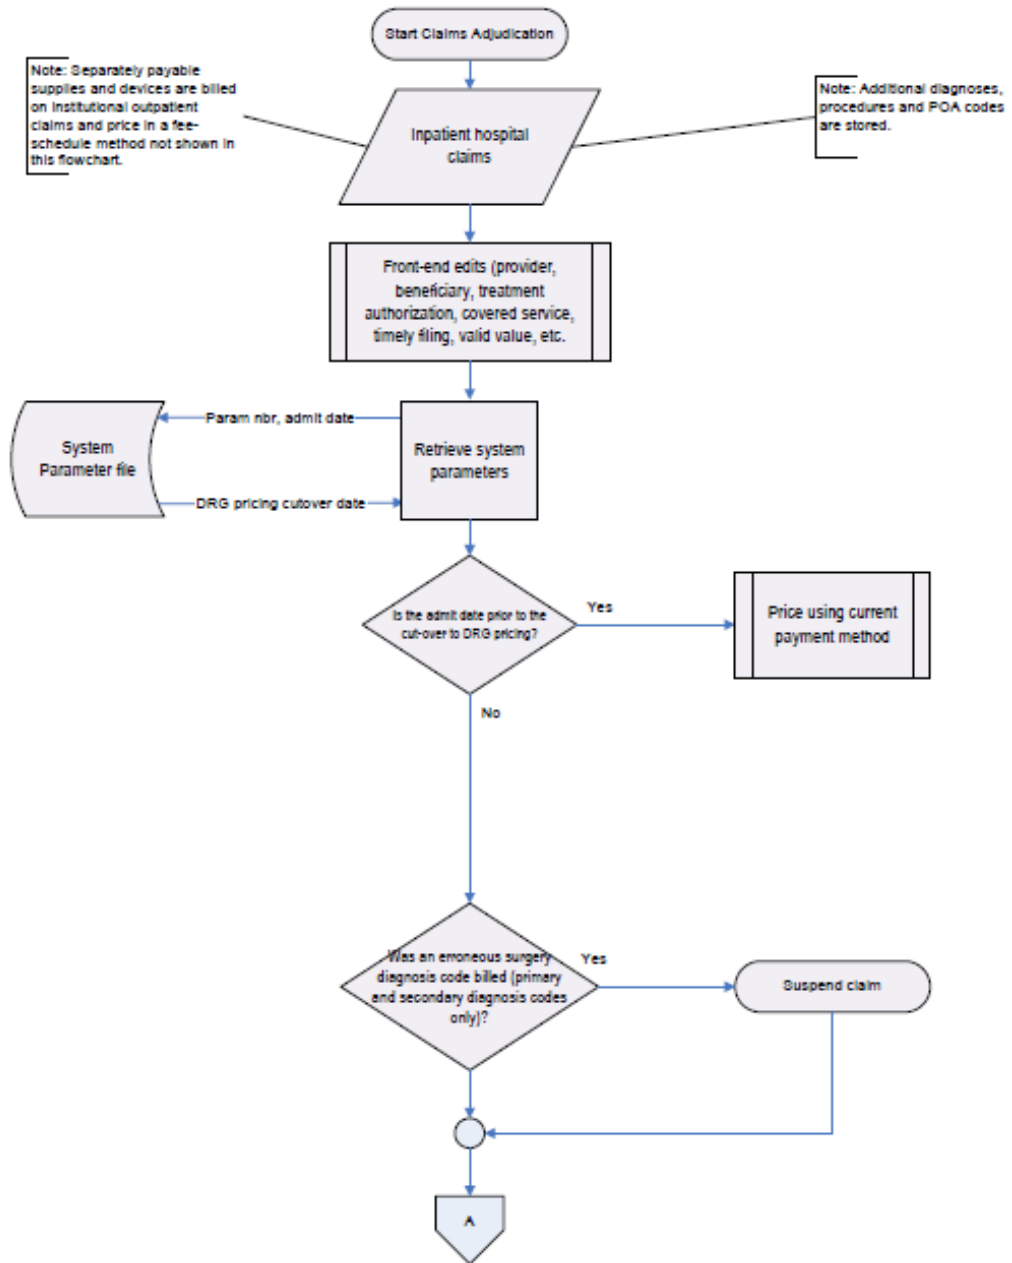 Start Claims Adjudication
Note: Separately payable
supplies and devices are billed
on institutional outpatient
claims and price in a fee-
schedule method not shown in
this flowchart.
Inpatient hospital
claims
Note: Additional diagnoses,
procedures and POA codes
are stored.
Front-end edits (provider,
beneficiary, treatment
authorization, covered service,
timely filing, valid value, etc.
System
Parameter file
Param nbr, admit date
DRG pricing cutover date
Retrieve system
parameters
Is the admit date prior to the
cut-over to DRG pricing?
Yes
Price using current
payment method
No
Was an erroneous surgery
diagnosis code billed (primary
and secondary diagnosis codes
only)?
Yes
Suspend claim
A